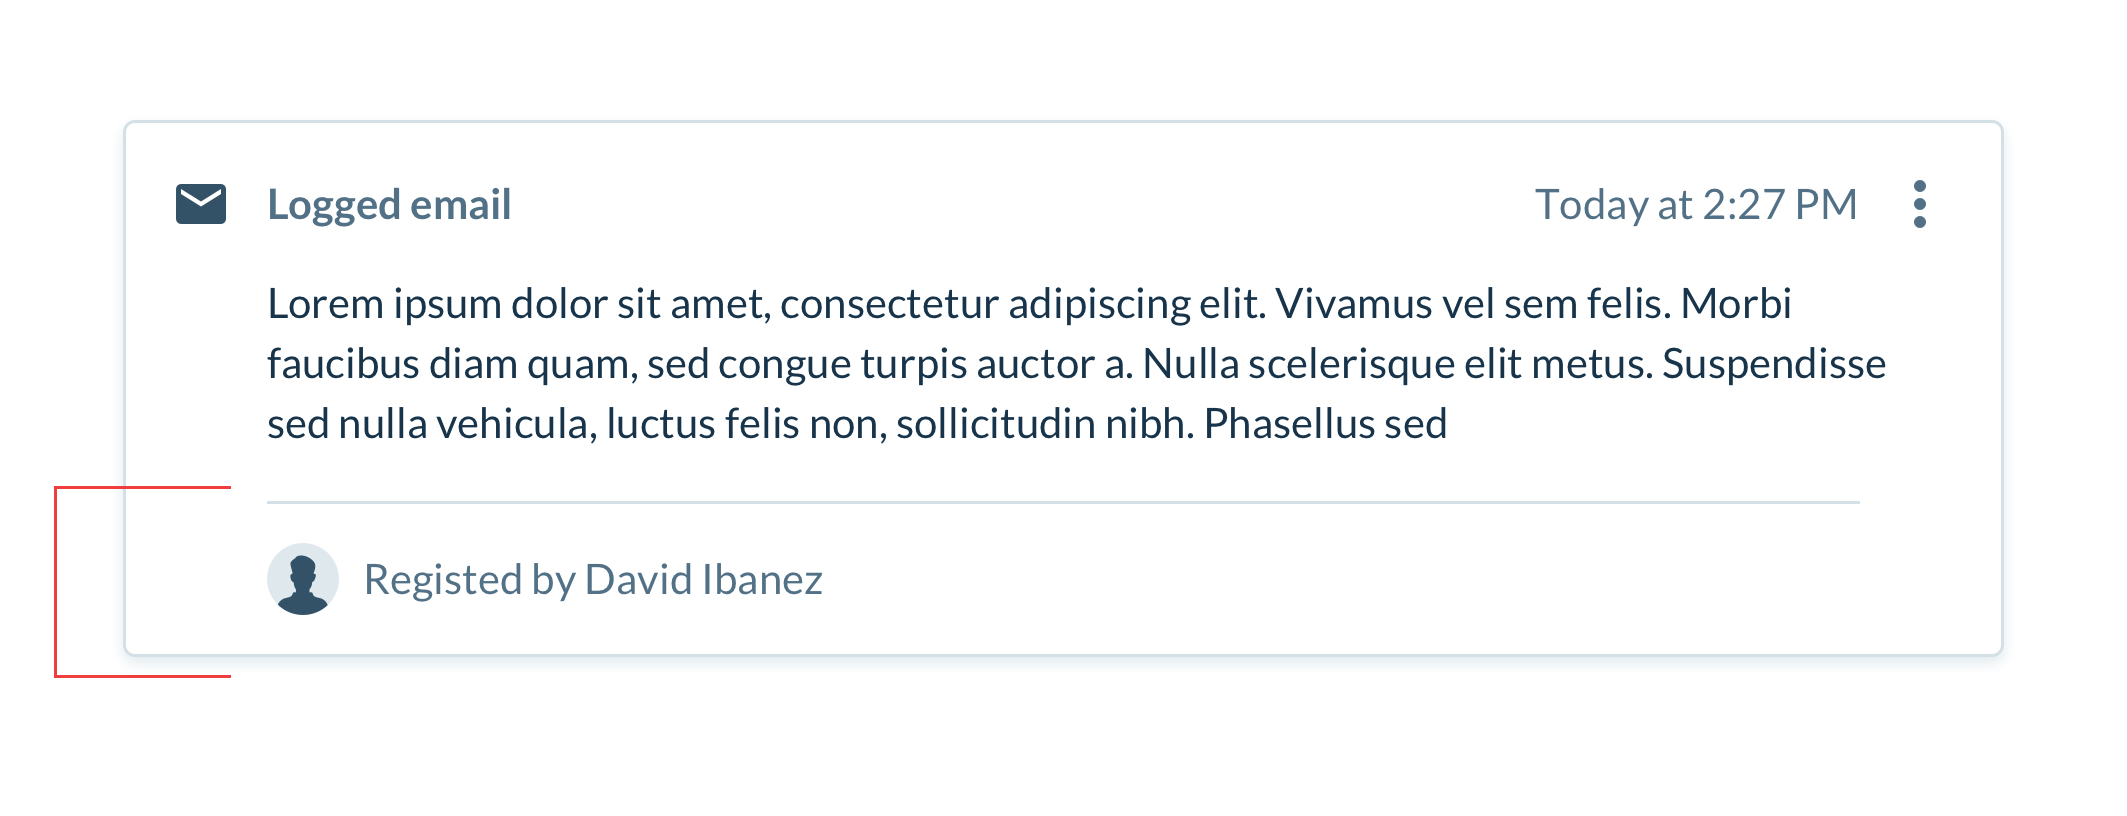 Logged email
Today at 2:27 PM
Lorem ipsum dolor sit amet, consectetur adipiscing elit. Vivamus vel sem felis. Morbi
faucibus diam quam, sed congue turpis auctor a. Nulla scelerisque elit metus. Suspendisse
sed nulla vehicula, luctus felis non, sollicitudin nibh. Phasellus sed
Registed by David Ibanez